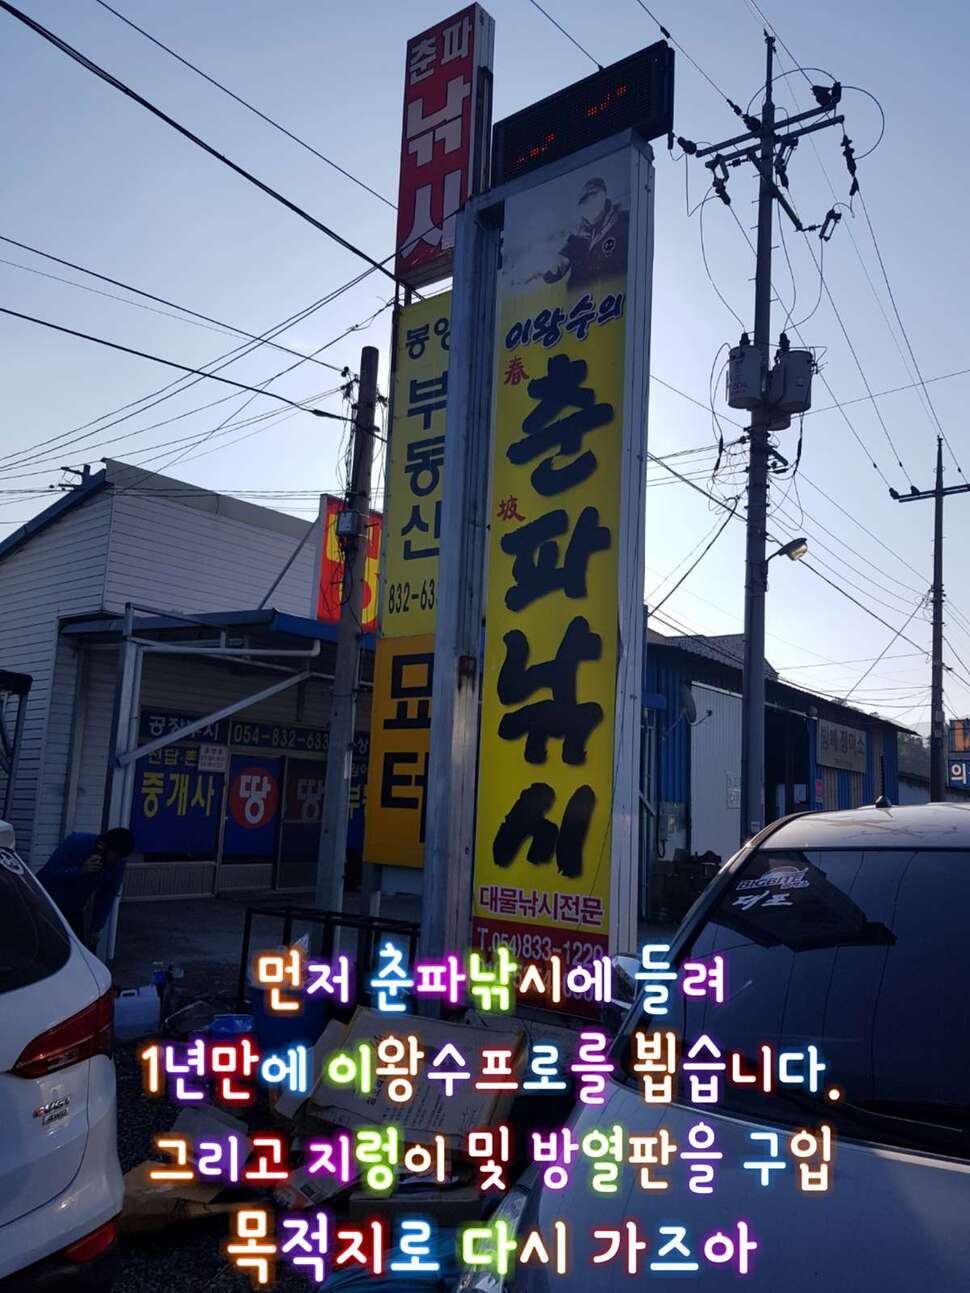 춘파
낚시
이왕수의
春
춘
坡
파
낚
시
대물낚시전문
T.054)833-1220
부동산
832-63
묘
터
054-832-633
중개사
땅
땅
BIGBITE
의
먼저 춘파낚시에 들려
1년만에 이왕수프로를 뵙습니다.
그리고 지렁이 및 방열판을 구입
목적지로 다시 가즈아